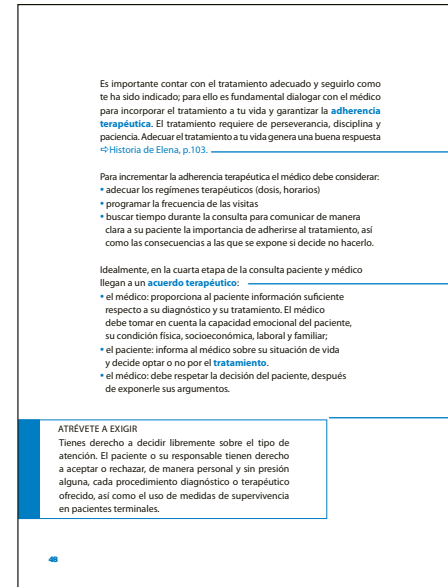 Es importante contar con el tratamiento adecuado y seguirlo como
te ha sido indicado; para ello es fundamental dialogar con el médico
para incorporar el tratamiento a tu vida y garantizar la adherencia
terapéutica. El tratamiento requiere de perseverancia, disciplina y
paciencia. Adecuar el tratamiento a tu vida genera una buena respuesta
⇨Historia de Elena, p.103.
Para incrementar la adherencia terapéutica el médico debe considerar:
• adecuar los regímenes terapéuticos (dosis, horarios)
• programar la frecuencia de las visitas
• buscar tiempo durante la consulta para comunicar de manera
clara a su paciente la importancia de adherirse al tratamiento, así
como las consecuencias a las que se expone si decide no hacerlo.
Idealmente, en la cuarta etapa de la consulta paciente y médico
llegan a un acuerdo terapéutico:
• el médico: proporciona al paciente información suficiente
respecto a su diagnóstico y su tratamiento. El médico
debe tomar en cuenta la capacidad emocional del paciente,
su condición física, socioeconómica, laboral y familiar;
• el paciente: informa al médico sobre su situación de vida
y decide optar o no por el tratamiento.
• el médico: debe respetar la decisión del paciente, después
de exponerle sus argumentos.
ATRÉVETE A EXIGIR
Tienes derecho a decidir libremente sobre el tipo de
atención. El paciente o su responsable tienen derecho
a aceptar o rechazar, de manera personal y sin presión
alguna, cada procedimiento diagnóstico o terapéutico
ofrecido, así como el uso de medidas de supervivencia
en pacientes terminales.
48